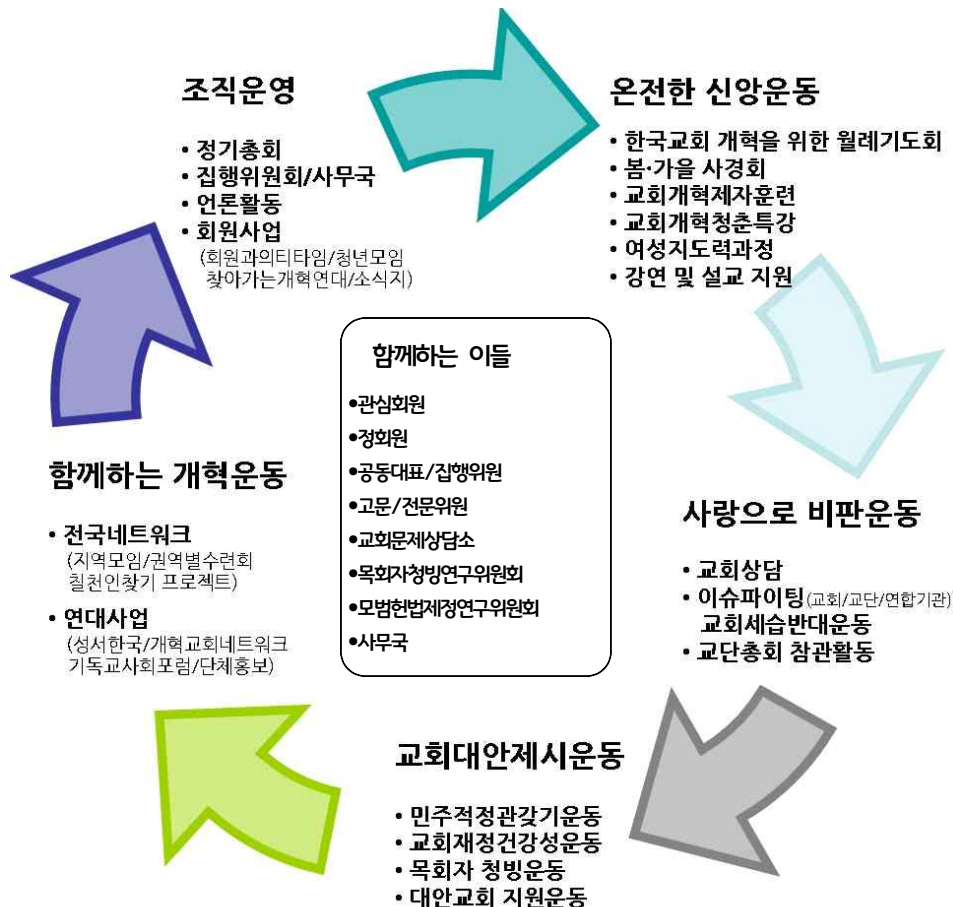 조직운영
• 정기총회
• 집행위원회/사무국
• 언론활동
• 회원사업
(회원과의티타임/청년모임
찾아가는개혁연대/소식지)
온전한 신앙운동
• 한국교회 개혁을 위한 월례기도회
• 봄·가을 사경회
• 교회개혁제자훈련
• 교회개혁청춘특강
• 여성지도력과정
• 강연 및 설교 지원
함께하는 이들
•관심회원
•정회원
•공동대표/집행위원
•고문/전문위원
•교회문제상담소
•목회자청빙연구위원회
•모범헌법제정연구위원회
•사무국
함께하는 개혁운동
• 전국네트워크
(지역모임/권역별수련회
칠천인찾기 프로젝트)
• 연대사업
(성서한국/개혁교회네트워크
기독교사회포럼/단체홍보)
사랑으로 비판운동
• 교회상담
• 이슈파이팅(교회/교단/연합기관)
교회세습반대운동
• 교단총회 참관활동
교회대안제시운동
• 민주적정관갖기운동
• 교회재정건강성운동
• 목회자 청빙운동
• 대안교회 지원운동